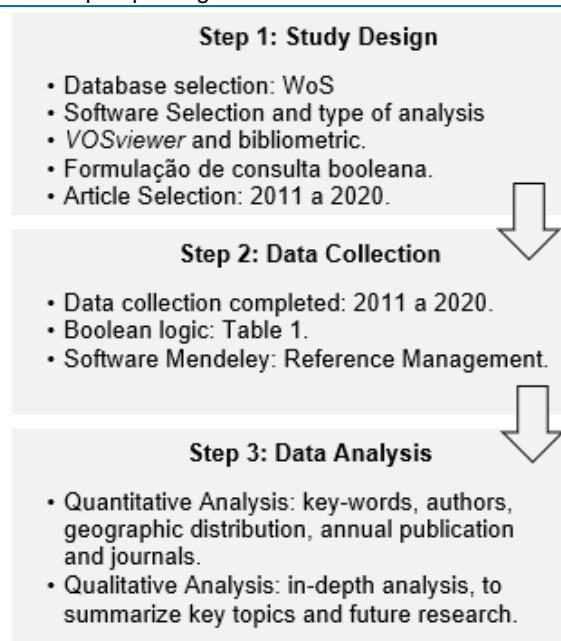 Step 1: Study Design
• Database selection: WoS
• Software Selection and type of analysis
• VOSviewer and bibliometric.
• Formulação de consulta booleana.
• Article Selection: 2011 a 2020.
Step 2: Data Collection
• Data collection completed: 2011 a 2020.
• Boolean logic: Table 1.
• Software Mendeley: Reference Management.
Step 3: Data Analysis
• Quantitative Analysis: key-words, authors,
geographic distribution, annual publication
and journals.
• Qualitative Analysis: in-depth analysis, to
summarize key topics and future research.